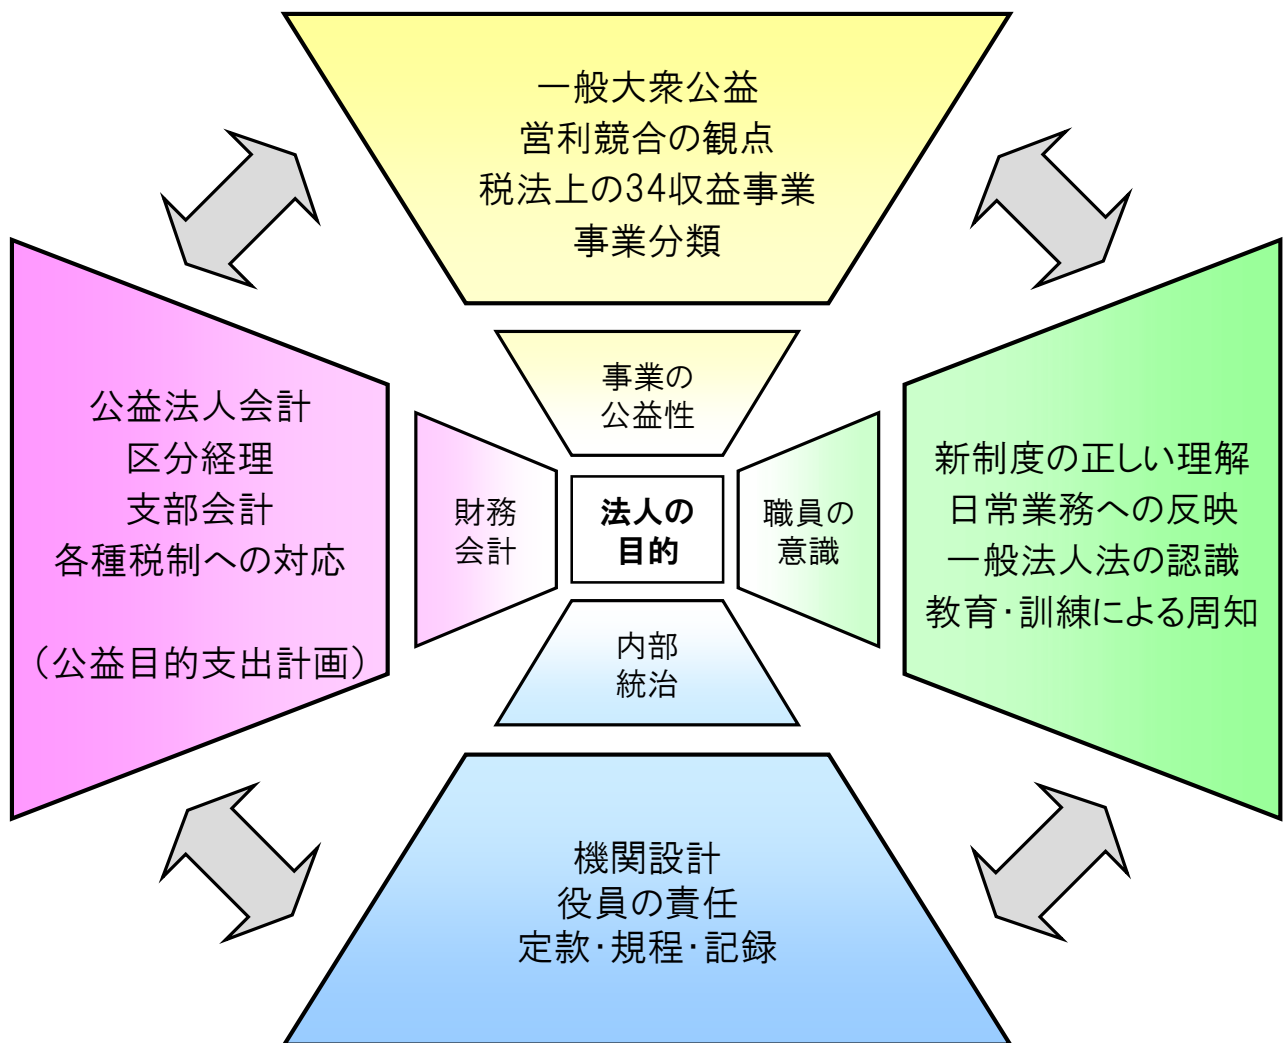 一般大衆公益
営利競合の観点
税法上の34収益事業
事業分類
事業の
公益性
公益法人会計
区分経理
支部会計
各種税制への対応
（公益目的支出計画）
財務
会計
法人の
目的
職員の
意識
新制度の正しい理解
日常業務への反映
一般法人法の認識
教育・訓練による周知
内部
統治
機関設計
役員の責任
定款・規程・記録